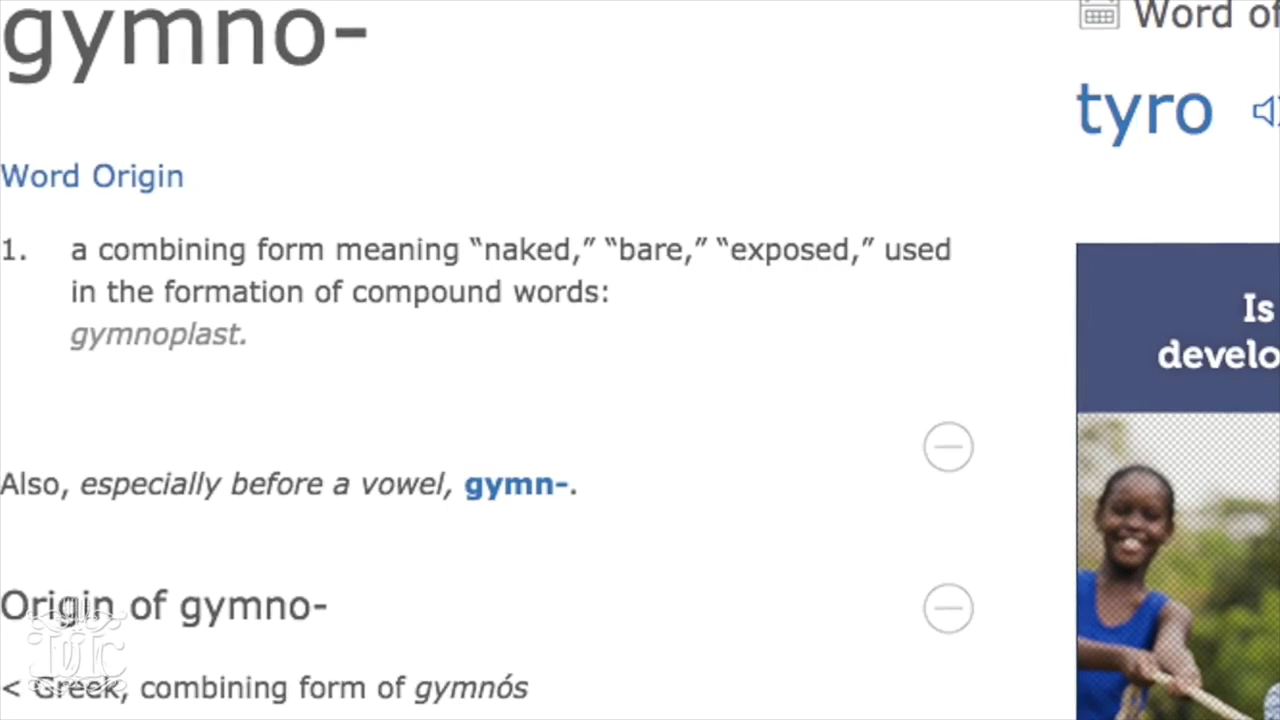 gymno-
Word of
tyro
Word Origin
1. a combining form meaning “naked,” “bare,” “exposed,” used
in the formation of compound words:
gymnoplast.
Is
develo
Also, especially before a vowel, gymn-.
Origin of gymno-
< Greek, combining form of gymnós